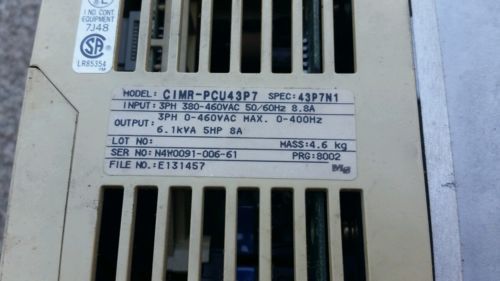 IND. CONT.
EQUIPMENT
7J48
LR85354
MODEL: CIMR-PCU43P7 SPEC: 43P7N1
INPUT: 3PH 380-460VAC 50/60Hz 8.8A
OUTPUT: 3PH 0-460VAC MAX. 0-400Hz
6.1kVA 5HP 8A
LOT NO: MASS: 4.6 kg
SER NO: N4W0091-006-61 PRG: 8002
FILE NO.: E131457